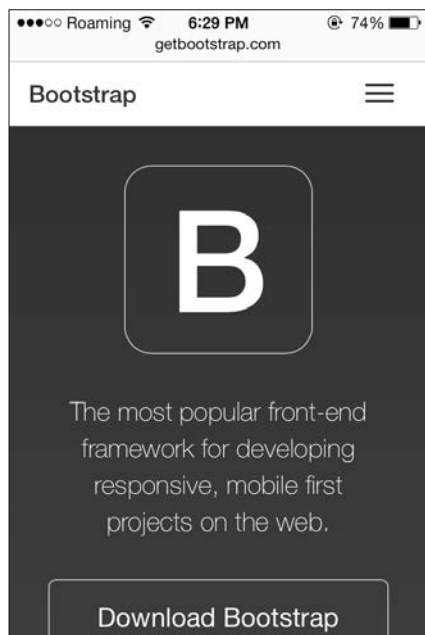 Roaming 6:29 PM 74%
getbootstrap.com
Bootstrap
B
The most popular front-end
framework for developing
responsive, mobile first
projects on the web.
Download Bootstrap